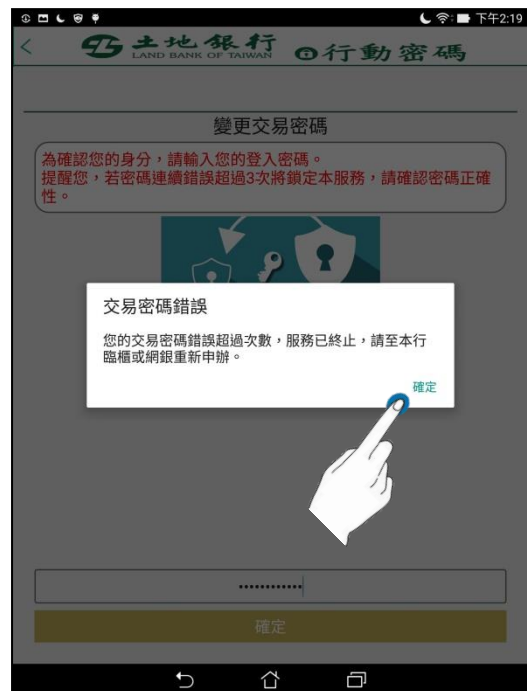 下午2:19
土地銀行
LAND BANK OF TAIWAN
行動密碼
變更交易密碼
為確認您的身分，請輸入您的登入密碼。
提醒您，若密碼連續錯誤超過3次將鎖定本服務，請確認密碼正確
性。
交易密碼錯誤
您的交易密碼錯誤超過次數，服務已終止，請至本行
臨櫃或網銀重新申辦。
確定
確定